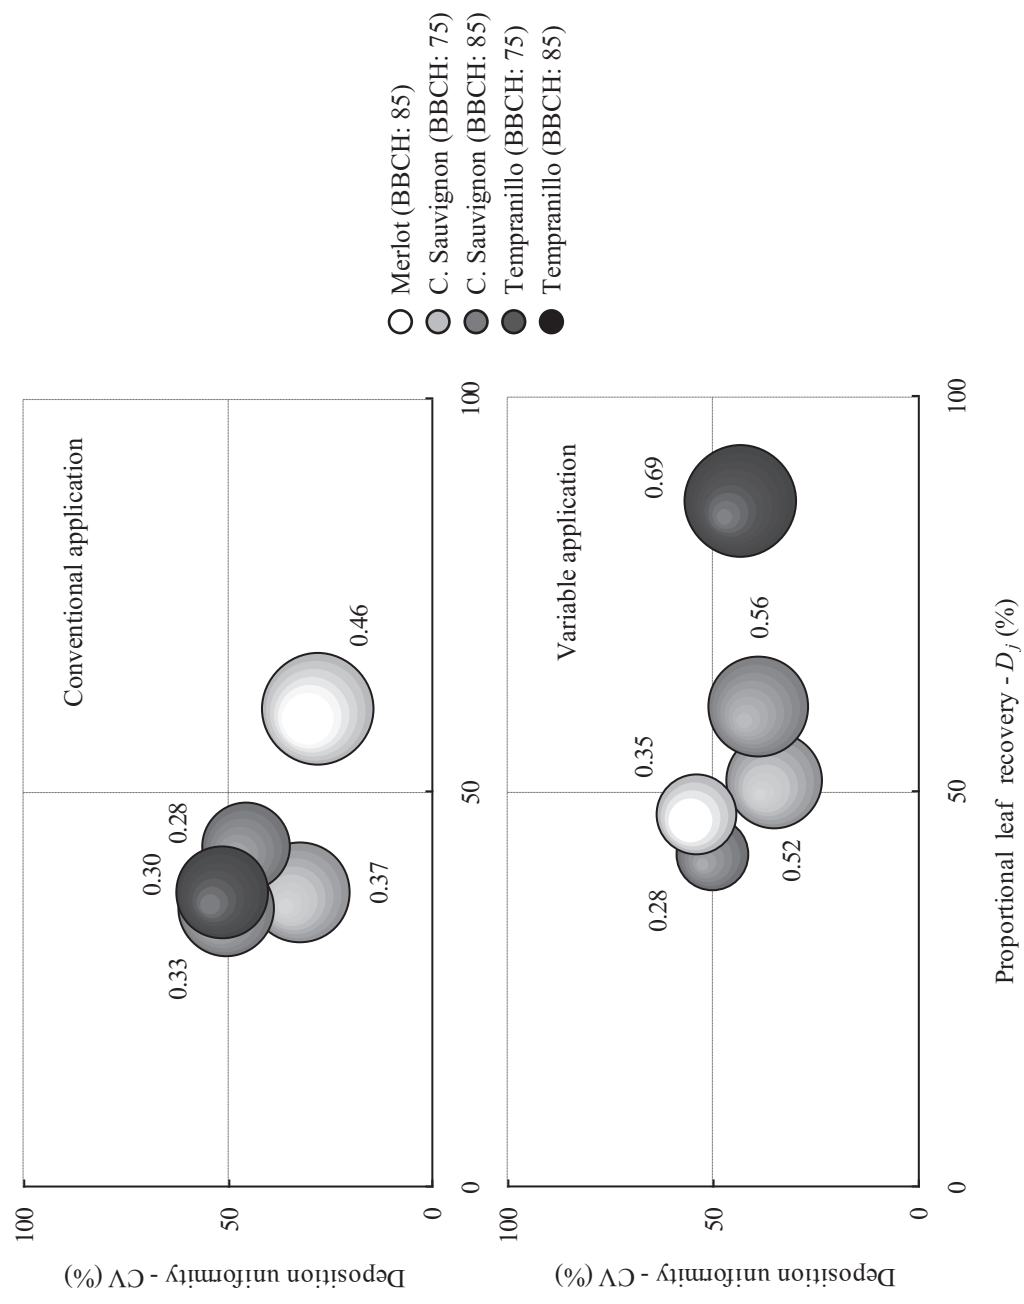 Conventional application
100
50
0
0.33
0.30
0.28
0.37
0.46
0
50
100
Deposition uniformity - CV (%)
Variable application
100
50
0
0.28
0.35
0.52
0.56
0.69
0
50
100
Deposition uniformity - CV (%)
Proportional leaf recovery - Dj (%)
Merlot (BBCH: 85)
C. Sauvignon (BBCH: 75)
C. Sauvignon (BBCH: 85)
Tempranillo (BBCH: 75)
Tempranillo (BBCH: 85)